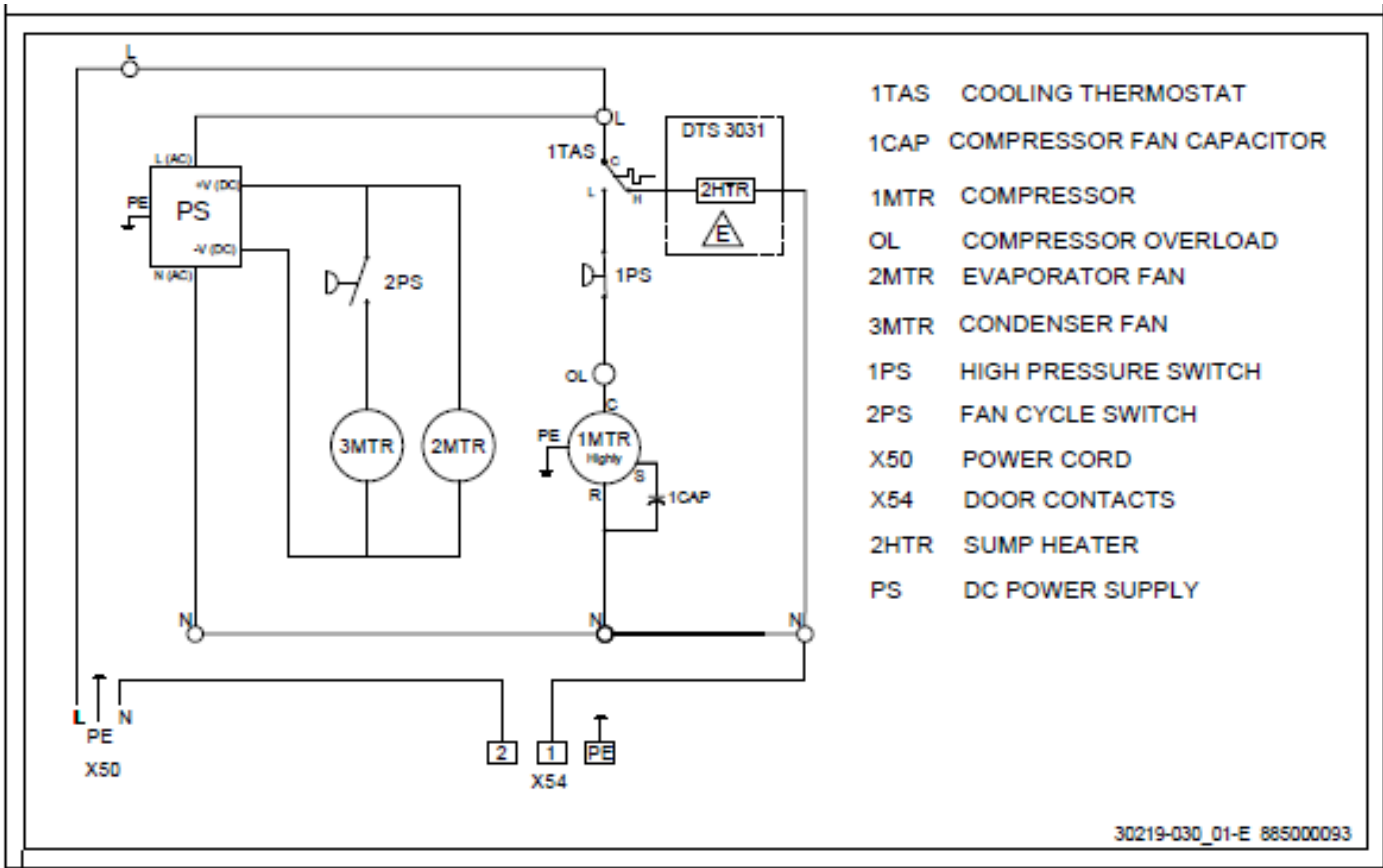 L
L
DTS 3031
1TAS
C
L (AC)
+V (DC)
PE
PS
-V (DC)
N (AC)
L
H
2HTR
E
2PS
1PS
OL
C
3MTR
2MTR
PE
1MTR
Highly
S
R
1CAP
N
N
N
L
PE
N
X50
2
1
PE
X54
1TAS COOLING THERMOSTAT
1CAP COMPRESSOR FAN CAPACITOR
1MTR COMPRESSOR
OL COMPRESSOR OVERLOAD
2MTR EVAPORATOR FAN
3MTR CONDENSER FAN
1PS HIGH PRESSURE SWITCH
2PS FAN CYCLE SWITCH
X50 POWER CORD
X54 DOOR CONTACTS
2HTR SUMP HEATER
PS DC POWER SUPPLY
30219-030_01-E 885000093